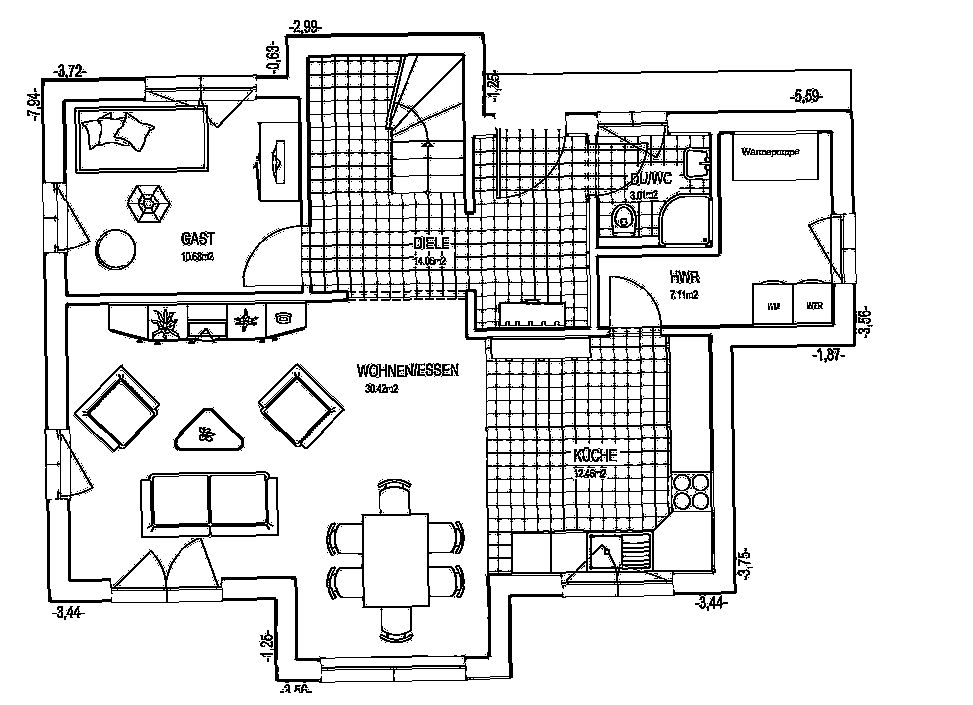 -2,99-
-3,72-
-0,63-
-7,94-
-1,25-
-5,59-
Wärmepumpe
DU/WC
3.01m2
GAST
10.68m2
DIELE
14.06m2
HWR
7.11m2
WM
WTR
-3,56-
-1,87-
WOHNEN/ESSEN
30.42m2
KÜCHE
12.46m2
-3,75-
-3,44-
-3,44-
-1,25-
-3,56-